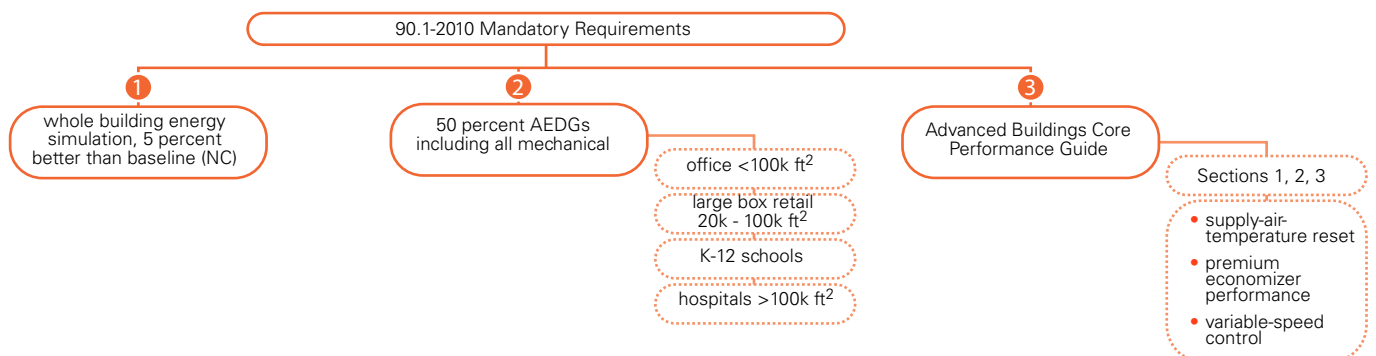 90.1-2010 Mandatory Requirements
1
whole building energy
simulation, 5 percent
better than baseline (NC)
2
50 percent AEDGs
including all mechanical
office <100k ft²
large box retail
20k - 100k ft²
K-12 schools
hospitals >100k ft²
3
Advanced Buildings Core
Performance Guide
Sections 1, 2, 3
• supply-air-
temperature reset
• premium
economizer
performance
• variable-speed
control